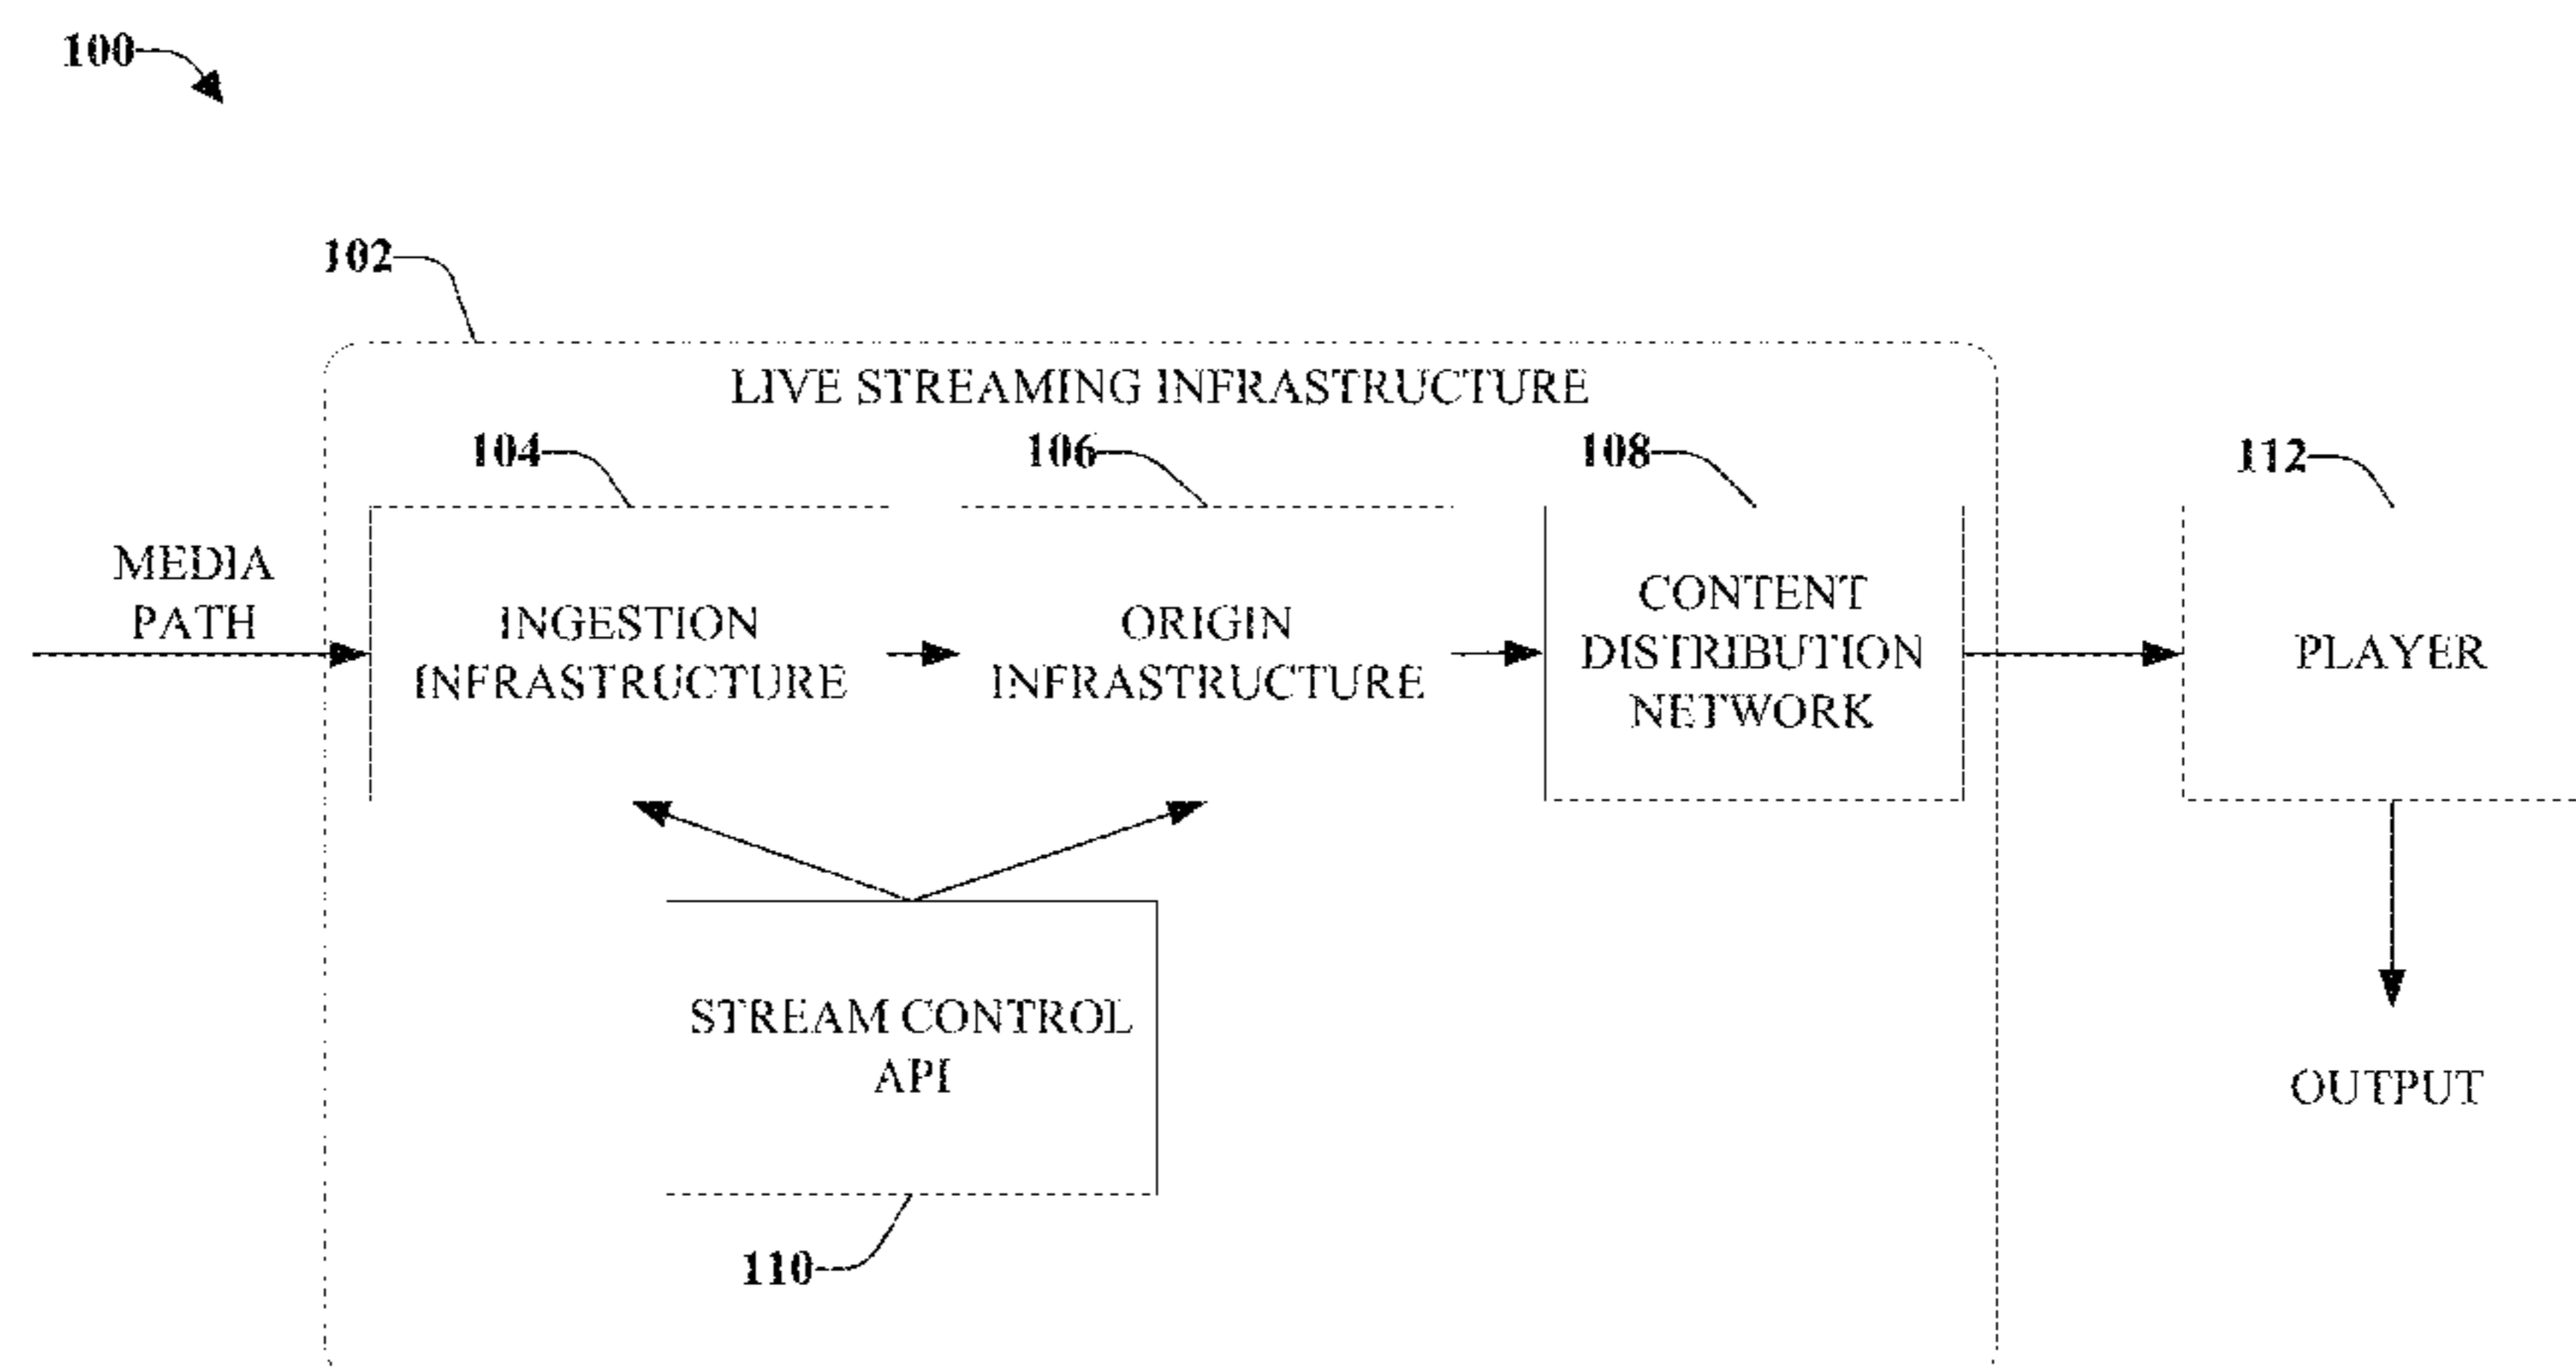 100
102
LIVE STREAMING INFRASTRUCTURE
104
106
108
112
MEDIA
PATH
INGESTION
INFRASTRUCTURE
ORIGIN
INFRASTRUCTURE
CONTENT
DISTRIBUTION
NETWORK
PLAYER
STREAM CONTROL
API
OUTPUT
110